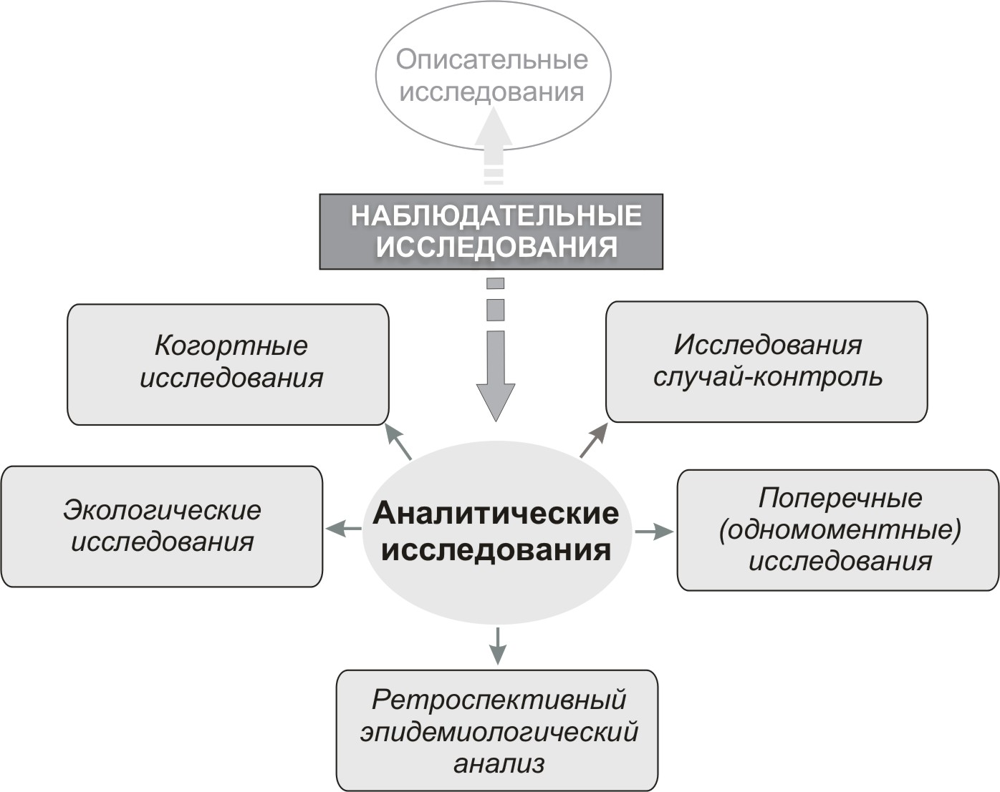 Описательные
исследования
НАБЛЮДАТЕЛЬНЫЕ
ИССЛЕДОВАНИЯ
Когортные
исследования
Исследования
случай-контроль
Экологические
исследования
Аналитические
исследования
Поперечные
(одномоментные)
исследования
Ретроспективный
эпидемиологический
анализ